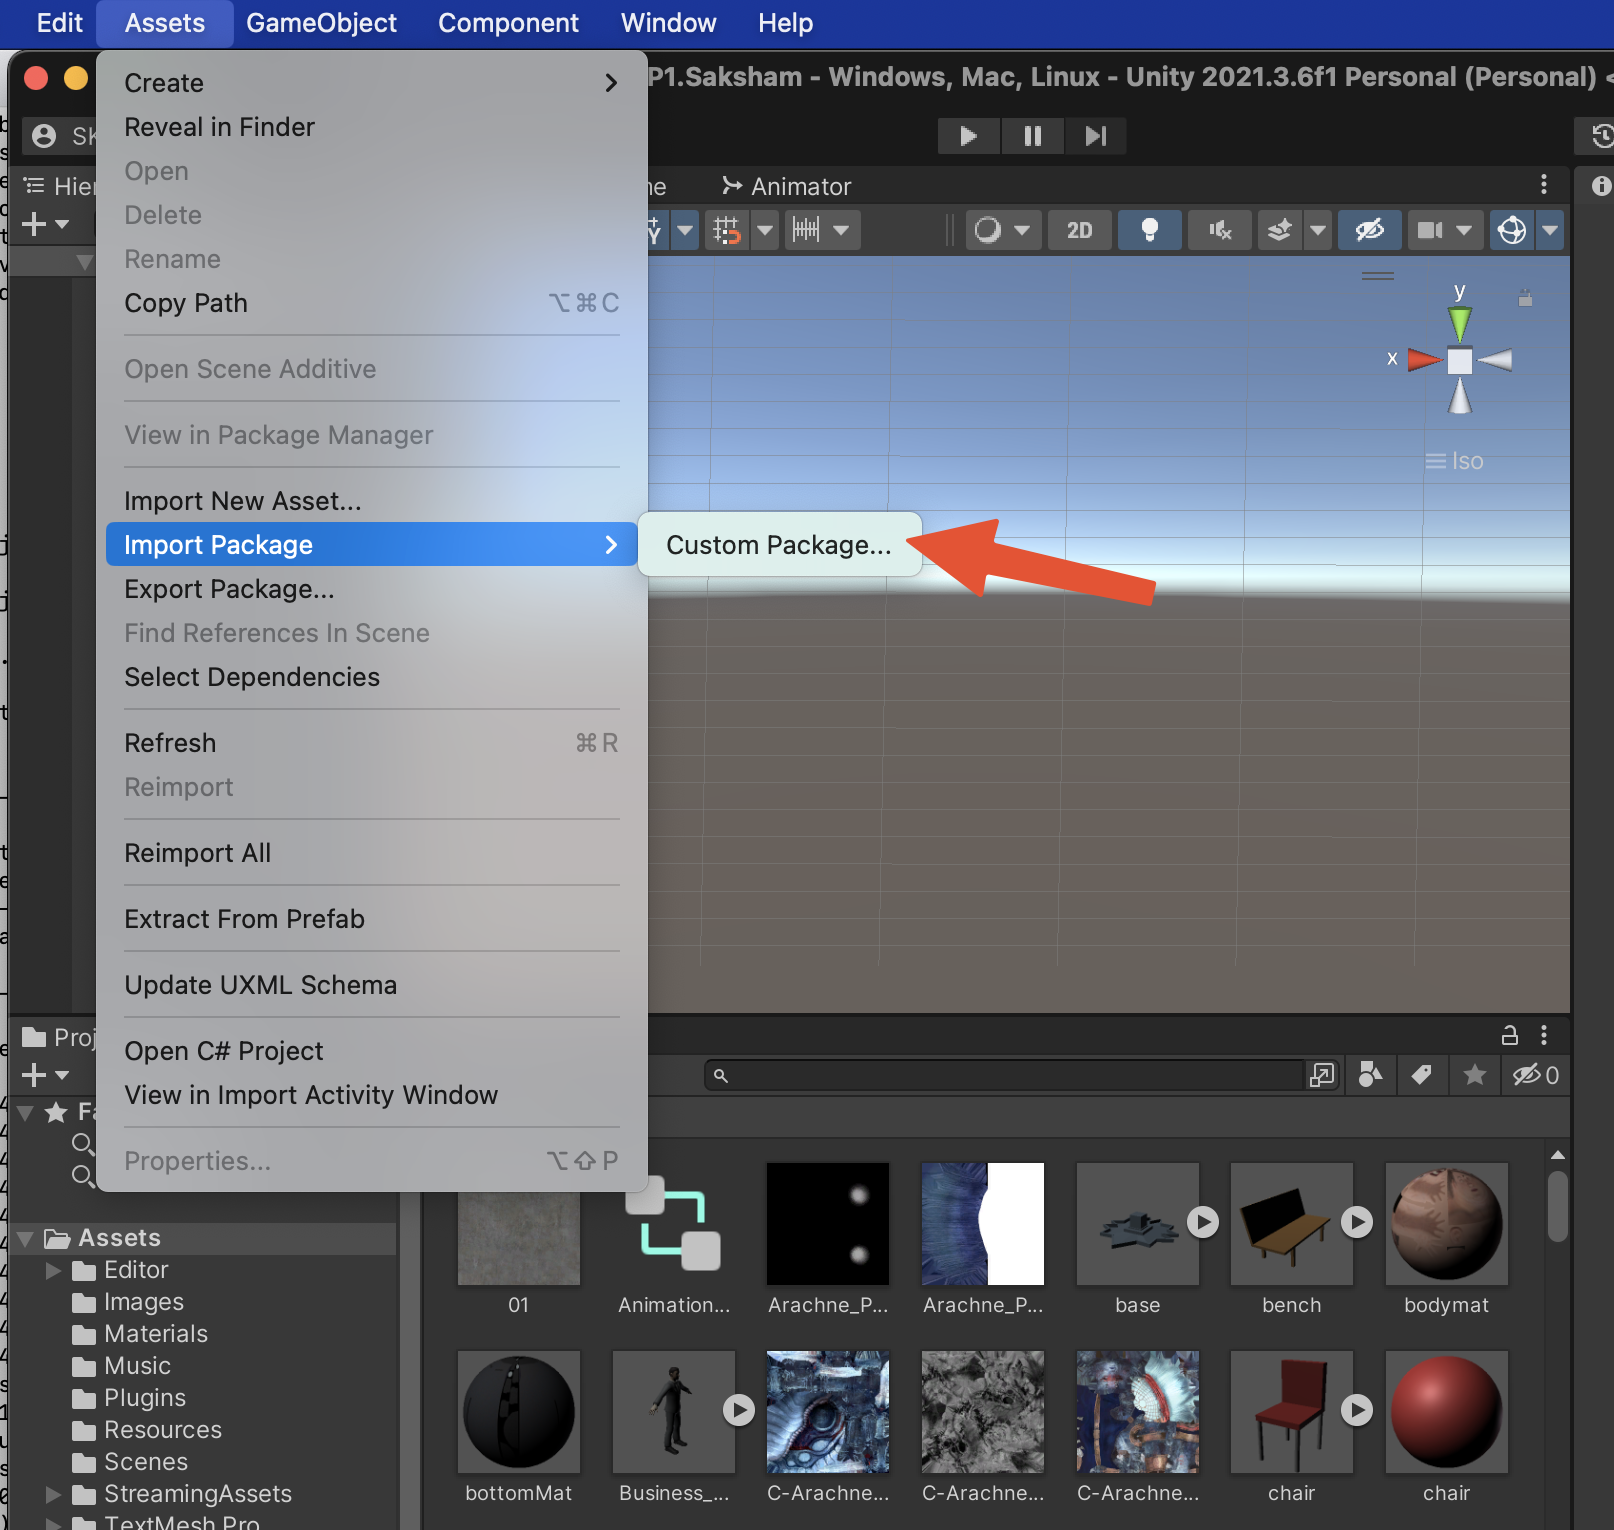 Edit Assets GameObject Component Window Help
P1.Saksham - Windows, Mac, Linux - Unity 2021.3.6f1 Personal (Personal) <
Create
Reveal in Finder
Open
Delete
Rename
Copy Path ⌥⌘C
Open Scene Additive
View in Package Manager
Import New Asset...
Import Package
Custom Package...
Export Package...
Find References In Scene
Select Dependencies
Refresh ⌘R
Reimport
Reimport All
Extract From Prefab
Update UXML Schema
Open C# Project
View in Import Activity Window
Properties... ⌥⇧P
Animator
2D
y
x
Iso
0
Assets
Editor
Images
Materials
Music
Plugins
Resources
Scenes
StreamingAssets
TextMesh Pro
01 Animation... Arachne_P... Arachne_P... base bench bodymat
bottomMat Business_... C-Arachne... C-Arachne... C-Arachne... chair chair